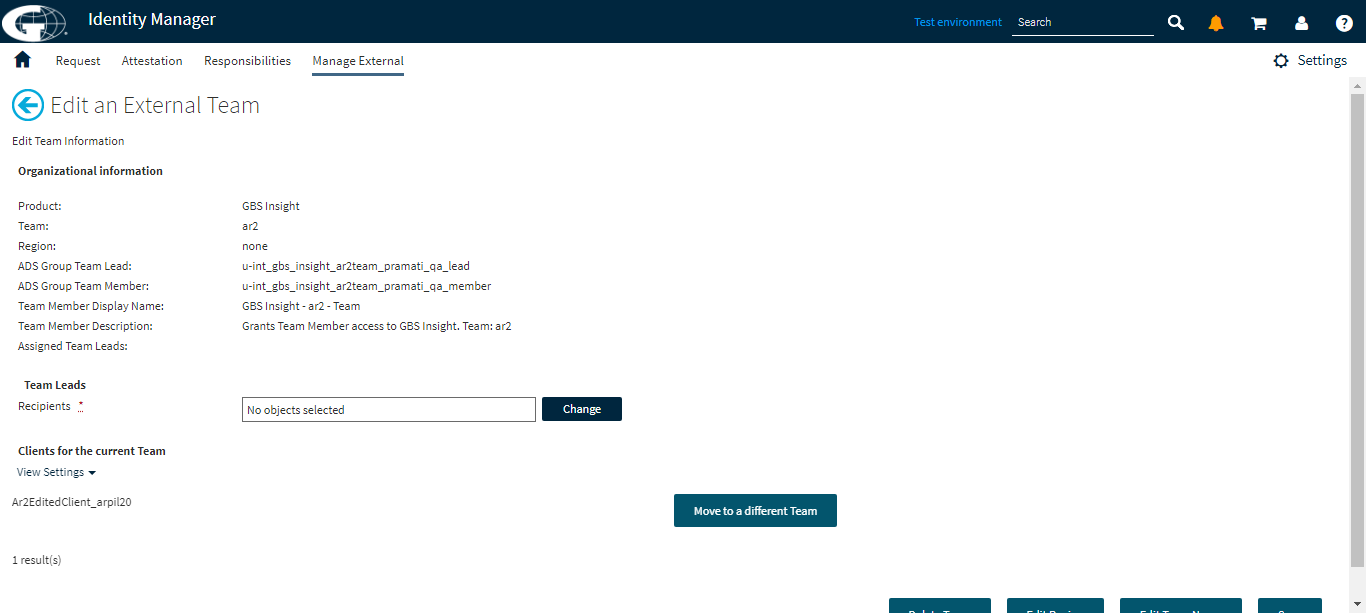 Identity Manager
Test environment
Search
Request Attestation Responsibilities Manage External
Settings
Edit an External Team
Edit Team Information
Organizational information
Product: GBS Insight
Team: ar2
Region: none
ADS Group Team Lead: u-int_gbs_insight_ar2team_pramati_qa_lead
ADS Group Team Member: u-int_gbs_insight_ar2team_pramati_qa_member
Team Member Display Name: GBS Insight - ar2 - Team
Team Member Description: Grants Team Member access to GBS Insight. Team: ar2
Assigned Team Leads:
Team Leads
Recipients * No objects selected Change
Clients for the current Team
View Settings
Ar2EditedClient_arpil20 Move to a different Team
1 result(s)